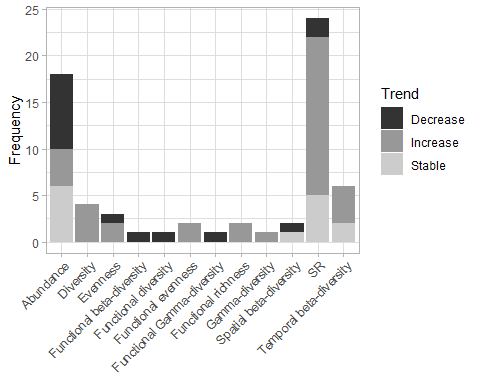 25
20
15
10
5
0
Frequency
Abundance
Diversity
Evenness
Functional beta-diversity
Functional diversity
Functional evenness
Functional Gamma-diversity
Functional richness
Gamma-diversity
Spatial beta-diversity
SR
Temporal beta-diversity
Trend
Decrease
Increase
Stable